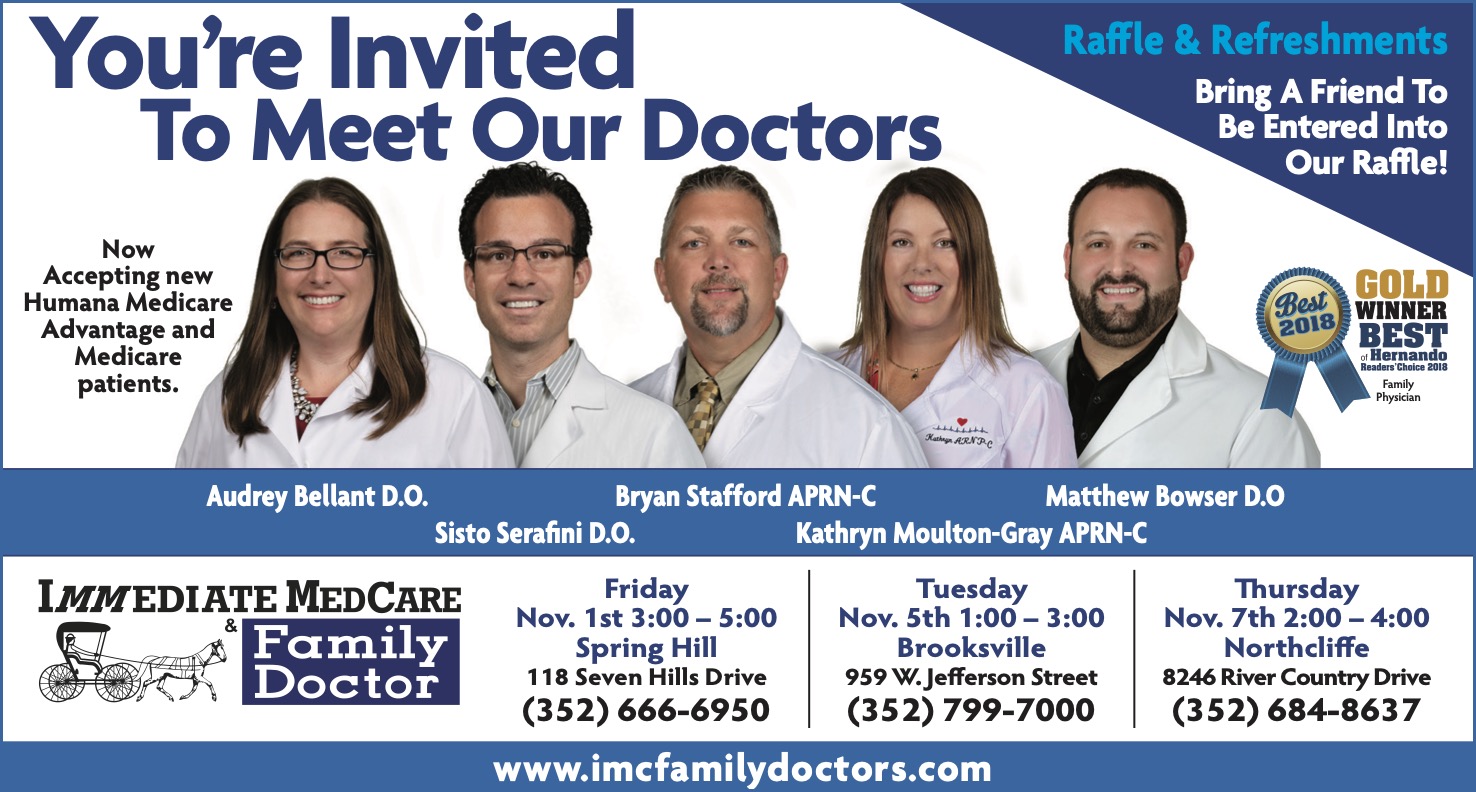 You're Invited
To Meet Our Doctors
Raffle & Refreshments
Bring A Friend To
Be Entered Into
Our Raffle!
Now
Accepting new
Humana Medicare
Advantage and
Medicare
patients.
Best
2018
GOLD
WINNER
BEST
of Hernando
Readers' Choice 2018
Family
Physician
Kathryn ARNP-C
Audrey Bellant D.O.
Bryan Stafford APRN-C
Matthew Bowser D.O
Sisto Serafini D.O.
Kathryn Moulton-Gray APRN-C
IMMEDIATE MEDCARE
&
Family
Doctor
Friday
Nov. 1st 3:00 – 5:00
Spring Hill
118 Seven Hills Drive
(352) 666-6950
Tuesday
Nov. 5th 1:00 – 3:00
Brooksville
959 W. Jefferson Street
(352) 799-7000
Thursday
Nov. 7th 2:00 – 4:00
Northcliffe
8246 River Country Drive
(352) 684-8637
www.imcfamilydoctors.com